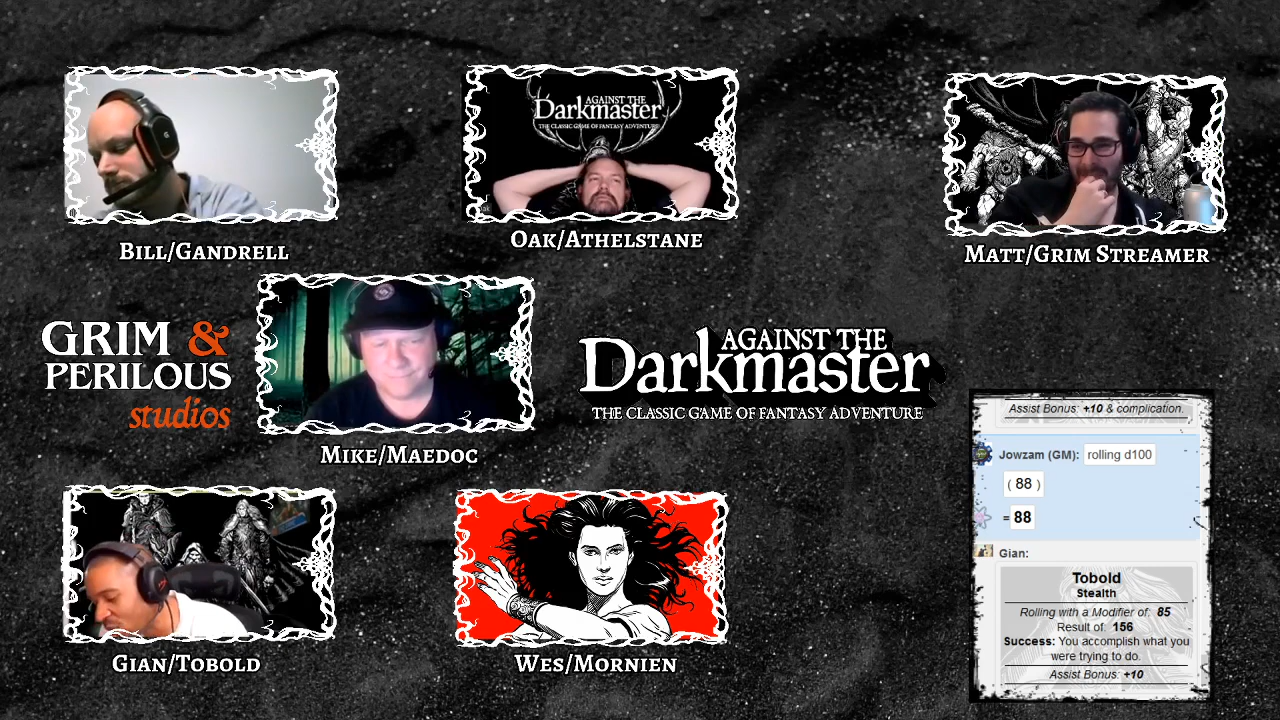 AGAINST THE
Darkmaster
THE CLASSIC GAME OF FANTASY ADVENTURE
Bill/Gandrell
Oak/Athelstane
Matt/Grim Streamer
GRIM &
PERILOUS
studios
AGAINST THE
Darkmaster
THE CLASSIC GAME OF FANTASY ADVENTURE
Mike/Maedoc
Gian/Tobold
Wes/Mornien
Assist Bonus: +10 & complication.
Jowzam (GM): rolling d100
( 88 )
=88
Gian:
Tobold
Stealth
Rolling with a Modifier of: 85
Result of: 156
Success: You accomplish what you
were trying to do.
Assist Bonus: +10